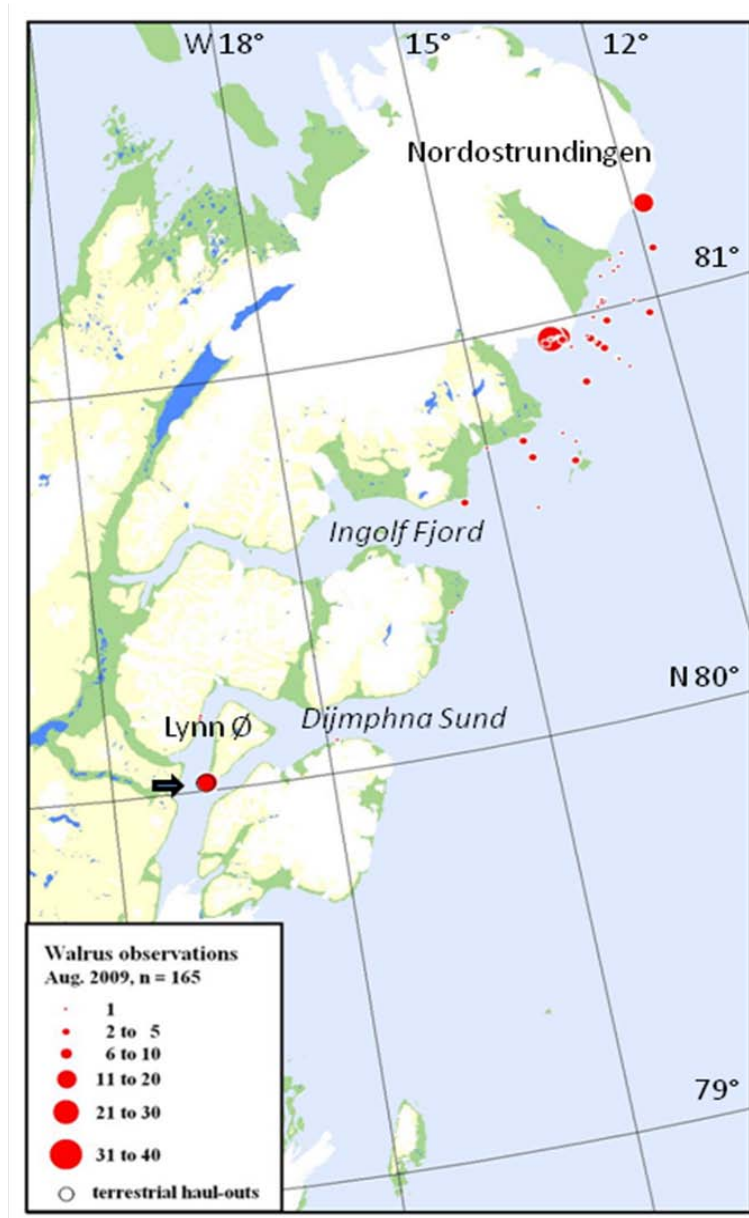 W 18° 15° 12°
Nordostrundingen
81°
Ingolf Fjord
N 80°
Lynn Ø Dijmphna Sund
79°
Walrus observations
Aug. 2009, n = 165
1
2 to 5
6 to 10
11 to 20
21 to 30
31 to 40
terrestrial haul-outs